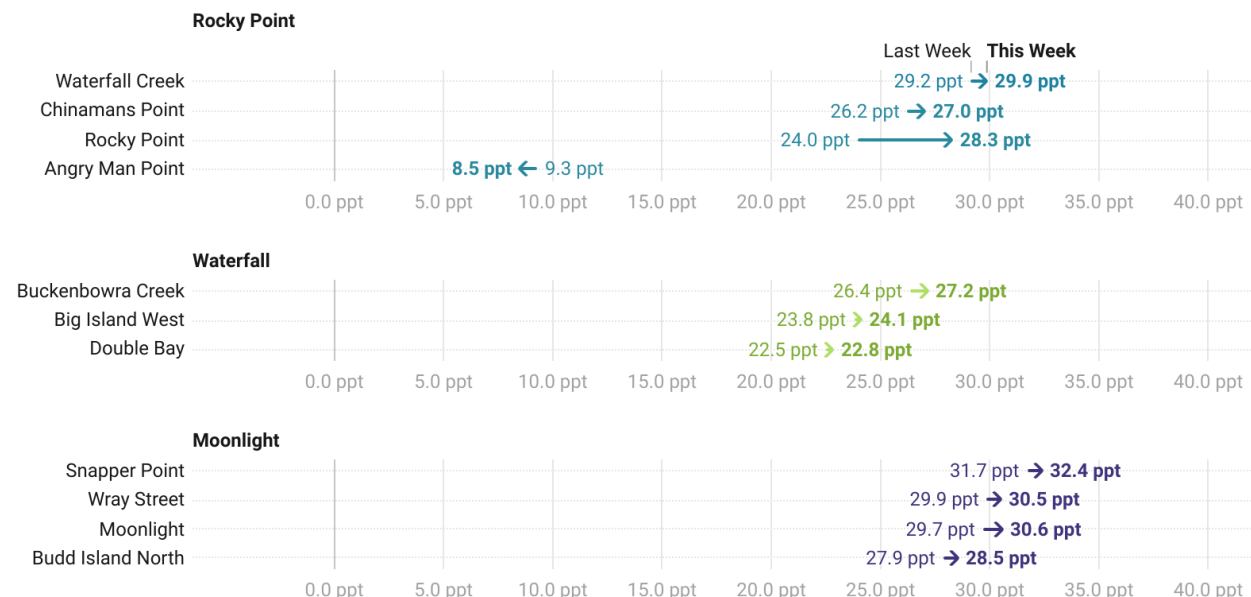 Rocky Point
Last Week This Week
Waterfall Creek 29.2 ppt 29.9 ppt
Chinamans Point 26.2 ppt 27.0 ppt
Rocky Point 24.0 ppt 28.3 ppt
Angry Man Point 8.5 ppt 9.3 ppt
0.0 ppt 5.0 ppt 10.0 ppt 15.0 ppt 20.0 ppt 25.0 ppt 30.0 ppt 35.0 ppt 40.0 ppt
Waterfall
Buckenbowra Creek 26.4 ppt 27.2 ppt
Big Island West 23.8 ppt 24.1 ppt
Double Bay 22.5 ppt 22.8 ppt
0.0 ppt 5.0 ppt 10.0 ppt 15.0 ppt 20.0 ppt 25.0 ppt 30.0 ppt 35.0 ppt 40.0 ppt
Moonlight
Snapper Point 31.7 ppt 32.4 ppt
Wray Street 29.9 ppt 30.5 ppt
Moonlight 29.7 ppt 30.6 ppt
Budd Island North 27.9 ppt 28.5 ppt
0.0 ppt 5.0 ppt 10.0 ppt 15.0 ppt 20.0 ppt 25.0 ppt 30.0 ppt 35.0 ppt 40.0 ppt